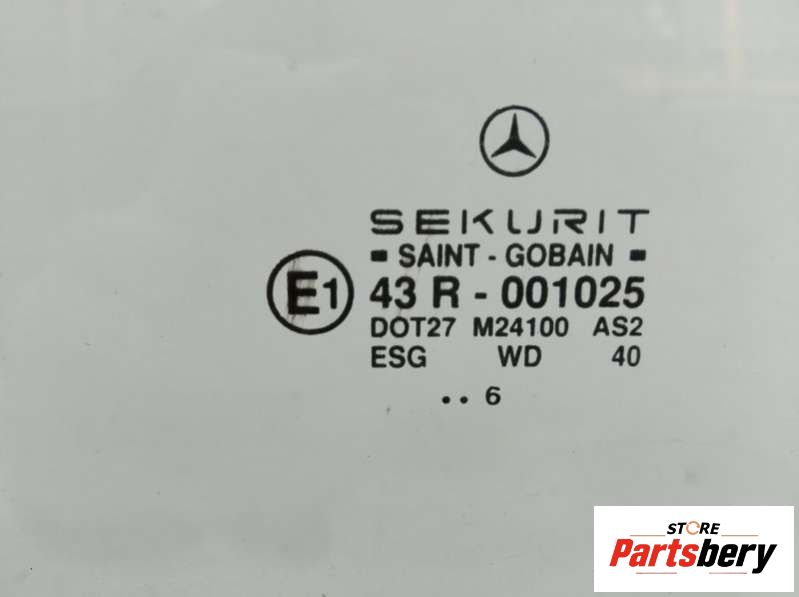 SEKURIT
SAINT - GOBAIN
E1 43 R - 001025
DOT27 M24100 AS2
ESG WD 40
.. 6
STORE
Partsbery